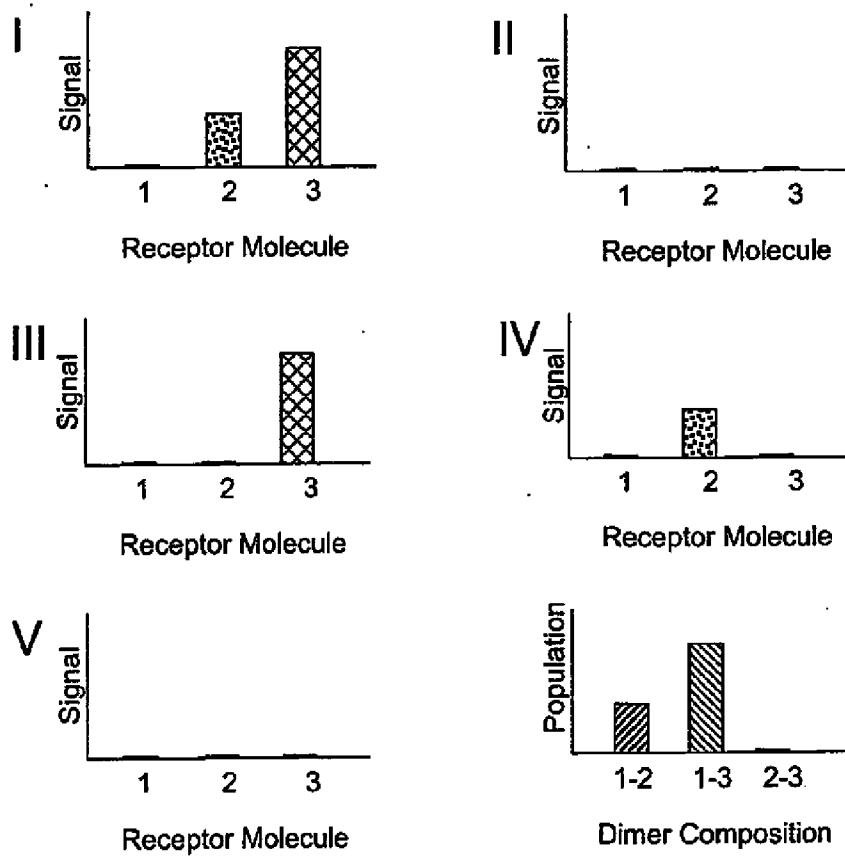 I
Signal
1 2 3
Receptor Molecule
II
Signal
1 2 3
Receptor Molecule
III
Signal
1 2 3
Receptor Molecule
IV
Signal
1 2 3
Receptor Molecule
V
Signal
1 2 3
Receptor Molecule
Population
1-2 1-3 2-3
Dimer Composition